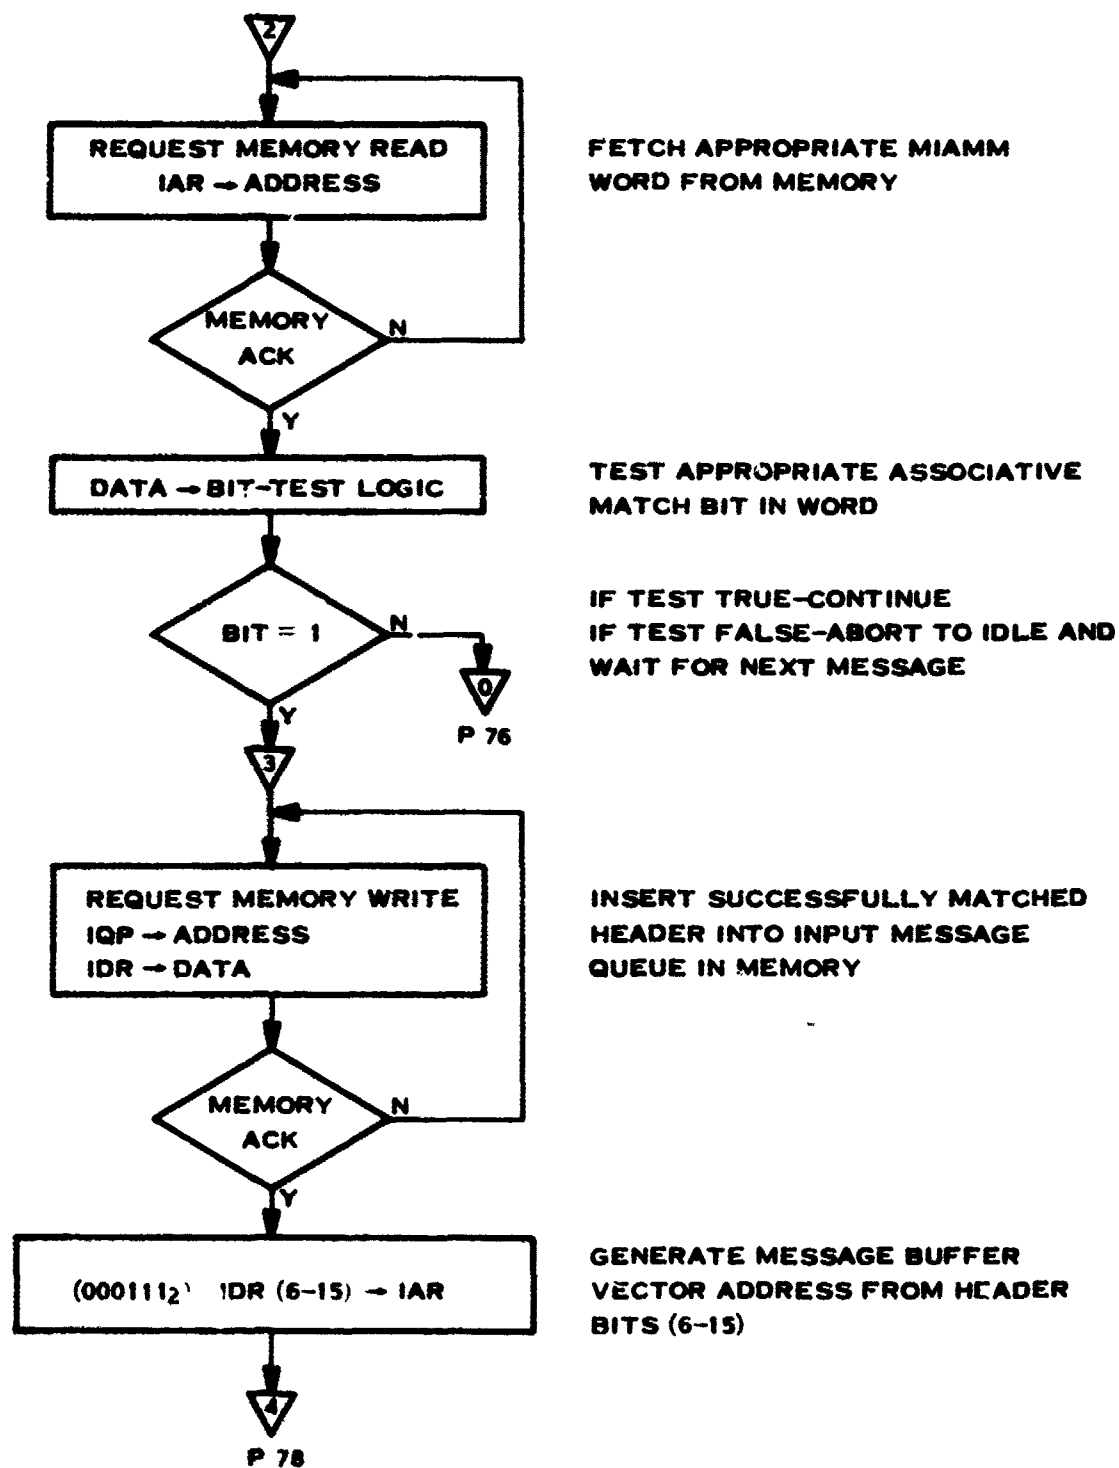 2
REQUEST MEMORY READ
IAR → ADDRESS
FETCH APPROPRIATE MIAMM
WORD FROM MEMORY
MEMORY
ACK
N
Y
DATA → BIT-TEST LOGIC
TEST APPROPRIATE ASSOCIATIVE
MATCH BIT IN WORD
BIT = 1
N
Y
IF TEST TRUE-CONTINUE
IF TEST FALSE-ABORT TO IDLE AND
WAIT FOR NEXT MESSAGE
0
P 76
3
REQUEST MEMORY WRITE
IQP → ADDRESS
IDR → DATA
INSERT SUCCESSFULLY MATCHED
HEADER INTO INPUT MESSAGE
QUEUE IN MEMORY
MEMORY
ACK
N
Y
(000111₂) IDR (6-15) → IAR
GENERATE MESSAGE BUFFER
VECTOR ADDRESS FROM HEADER
BITS (6-15)
4
P 78